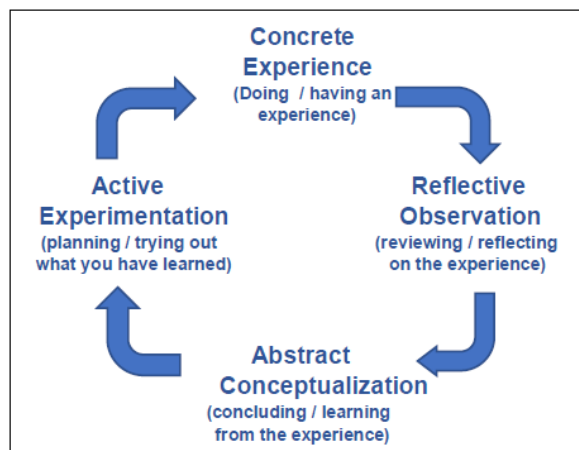 Concrete
Experience
(Doing / having an
experience)
Active
Experimentation
(planning / trying out
what you have learned)
Reflective
Observation
(reviewing / reflecting
on the experience)
Abstract
Conceptualization
(concluding / learning
from the experience)